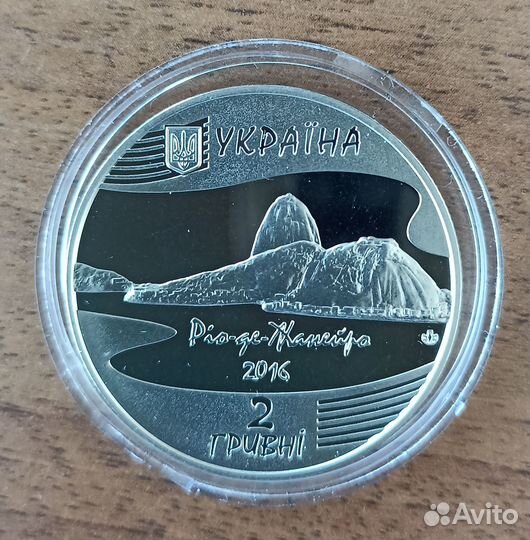 УКРАЇНА
Ріо-де-Жанейро
2016
2
ГРИВНІ
Avito